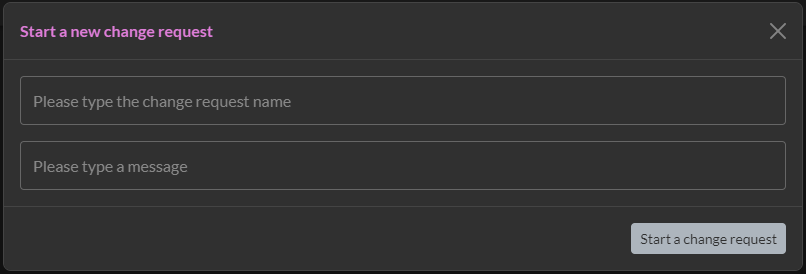 Start a new change request
Please type the change request name
Please type a message
Start a change request